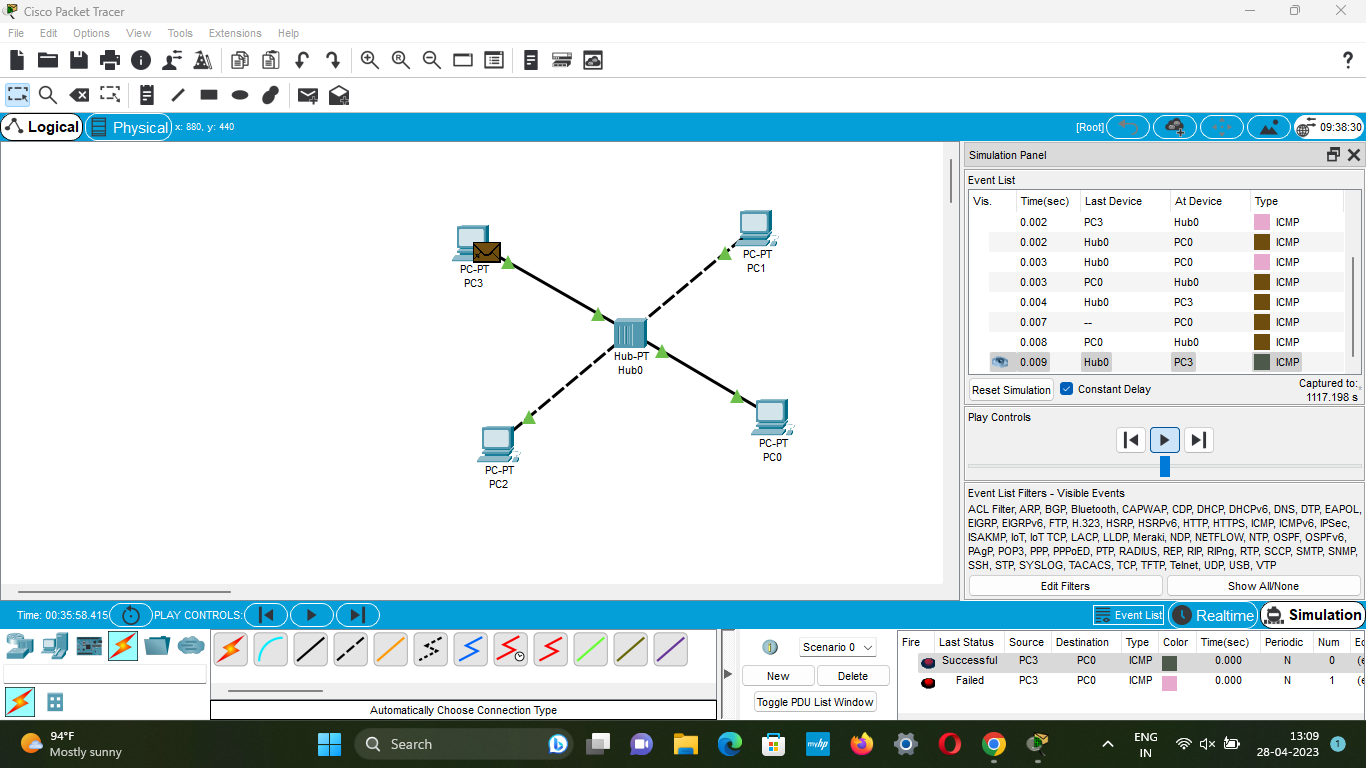 Cisco Packet Tracer
File Edit Options View Tools Extensions Help
Logical Physical x: 880, y: 440 [Root] 09:38:30
Simulation Panel
Event List
Vis. Time(sec) Last Device At Device Type
0.002 PC3 Hub0 ICMP
0.002 Hub0 PC0 ICMP
0.003 Hub0 PC0 ICMP
0.003 PC0 Hub0 ICMP
0.004 Hub0 PC3 ICMP
0.007 -- PC0 ICMP
0.008 PC0 Hub0 ICMP
0.009 Hub0 PC3 ICMP
Reset Simulation Constant Delay Captured to:
1117.198 s
Play Controls
Event List Filters - Visible Events
ACL Filter, ARP, BGP, Bluetooth, CAPWAP, CDP, DHCP, DHCPv6, DNS, DTP, EAPOL,
EIGRP, EIGRPv6, FTP, H.323, HSRP, HSRPv6, HTTP, HTTPS, ICMP, ICMPv6, IPSec,
ISAKMP, IoT, IoT TCP, LACP, LLDP, Meraki, NDP, NETFLOW, NTP, OSPF, OSPFv6,
PAgP, POP3, PPP, PPPoED, PTP, RADIUS, REP, RIP, RIPng, RTP, SCCP, SMTP, SNMP,
SSH, STP, SYSLOG, TACACS, TCP, TFTP, Telnet, UDP, USB, VTP
Edit Filters Show All/None
PC-PT
PC3
PC-PT
PC1
Hub-PT
Hub0
PC-PT
PC2
PC-PT
PC0
Time: 00:35:58.415 PLAY CONTROLS: Event List Realtime Simulation
Automatically Choose Connection Type
Scenario 0
New Delete
Toggle PDU List Window
Fire Last Status Source Destination Type Color Time(sec) Periodic Num Ec
Successful PC3 PC0 ICMP 0.000 N 0 (e
Failed PC3 PC0 ICMP 0.000 N 1 (e
94°F
Mostly sunny
Search
myhp
ENG
IN
13:09
28-04-2023
1